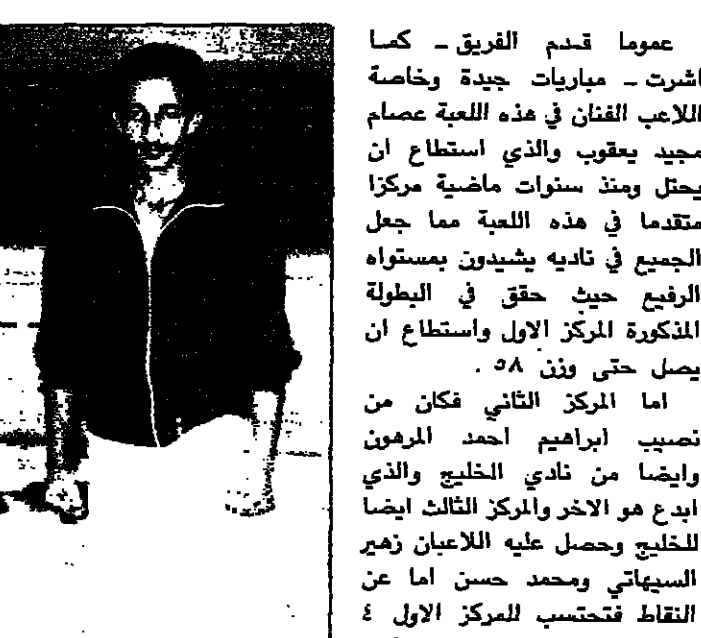 عموما قدم الفريق ـ كما
اشرت ـ مباريات جيدة وخاصة
اللاعب الفنان في هذه اللعبة عصام
مجيد يعقوب والذي استطاع ان
يحتل ومنذ سنوات ماضية مركزا
متقدما في هذه اللعبة مما جعل
الجميع في ناديه يشيدون بمستواه
الرفيع حيث حقق في البطولة
المذكورة المركز الاول واستطاع ان
يصل حتى وزن ٥٨ .
اما المركز الثاني فكان من
نصيب ابراهيم احمد المرهون
وايضا من نادي الخليج والذي
ابدع هو الاخر والمركز الثالث ايضا
للخليج وحصل عليه اللاعبان زهير
السيهاتي ومحمد حسن اما عن
النقاط فتحتسب للمركز الاول ٤